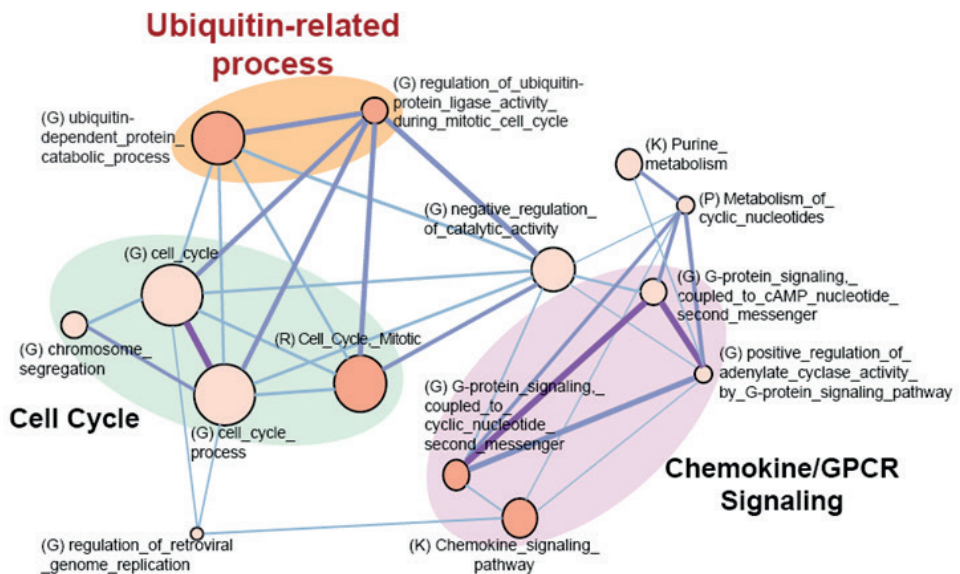 Ubiquitin-related
process
(G) ubiquitin-
dependent_protein_
catabolic_process
(G) regulation_of_ubiquitin-
protein_ligase_activity_
during_mitotic_cell_cycle
(K) Purine_
metabolism
(P) Metabolism_of_
cyclic_nucleotides
(G) negative_regulation_
of_catalytic_activity
(G) cell_cycle
(G) G-protein_signaling,_
coupled_to_cAMP_nucleotide_
second_messenger
(G) chromosome_
segregation
(R) Cell_Cycle,_Mitotic
(G) positive_regulation_of_
adenylate_cyclase_activity_
by_G-protein_signaling_pathway
(G) G-protein_signaling,_
coupled_to_
cyclic_nucleotide_
second_messenger
Cell Cycle
(G) cell_cycle_
process
Chemokine/GPCR
Signaling
(G) regulation_of_retroviral
_genome_replication
(K) Chemokine_signaling_
pathway